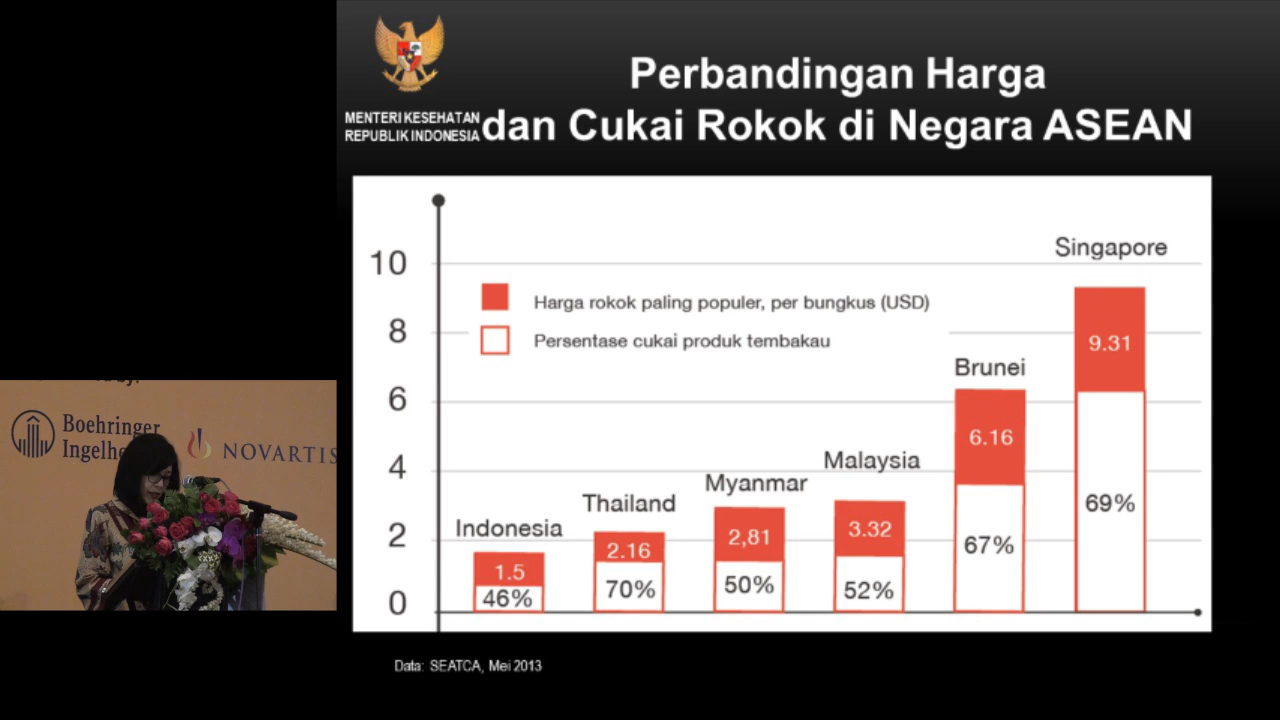 MENTERI KESEHATAN
REPUBLIK INDONESIA
Perbandingan Harga
dan Cukai Rokok di Negara ASEAN
10
8
6
4
2
0
Harga rokok paling populer, per bungkus (USD)
Persentase cukai produk tembakau
Indonesia
1.5
46%
Thailand
2.16
70%
Myanmar
2,81
50%
Malaysia
3.32
52%
Brunei
6.16
67%
Singapore
9.31
69%
Data: SEATCA, Mei 2013
by:
Boehringer
NOVARTIS